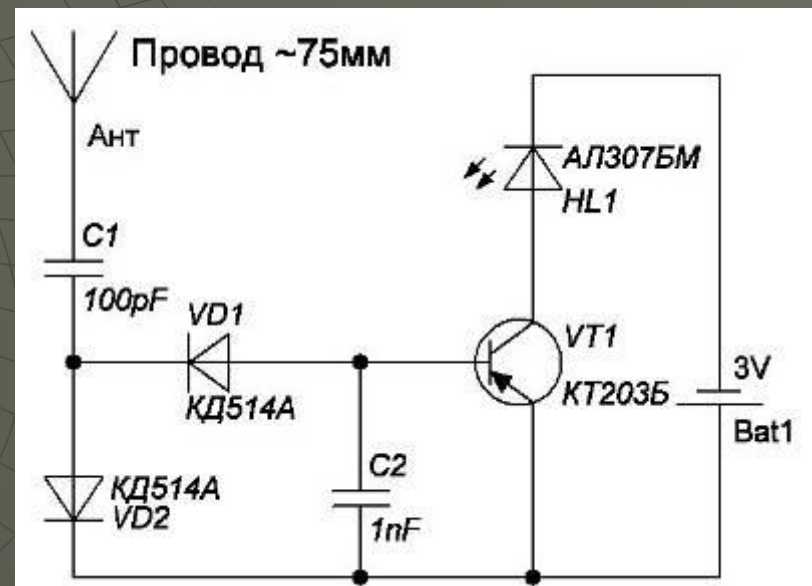 Провод ~75мм
Ант
АЛ307БМ
HL1
C1
100pF
VD1
КД514А
VT1
КТ203Б
3V
Bat1
КД514А
VD2
C2
1nF